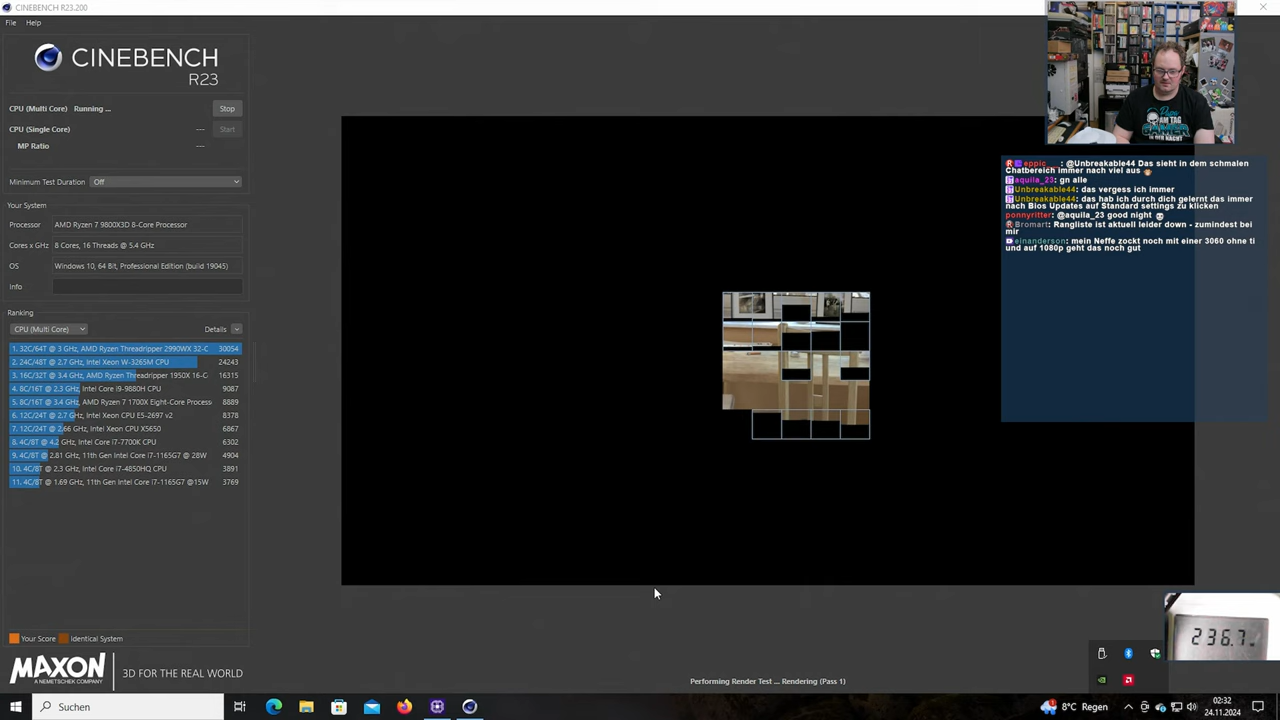 CINEBENCH R23.200
File Help
CINEBENCH
R23
CPU (Multi Core) Running ... Stop
CPU (Single Core) --- Start
MP Ratio ---
Minimum Test Duration Off
Your System
Processor AMD Ryzen 7 9800X3D 8-Core Processor
Cores x GHz 8 Cores, 16 Threads @ 5.4 GHz
OS Windows 10, 64 Bit, Professional Edition (build 19045)
Info
Ranking
CPU (Multi Core) Details
1. 32C/64T @ 3 GHz, AMD Ryzen Threadripper 2990WX 32-C 30054
2. 24C/48T @ 2.7 GHz, Intel Xeon W-3265M CPU 24243
3. 16C/32T @ 3.4 GHz, AMD Ryzen Threadripper 1950X 16-C 16315
4. 8C/16T @ 2.3 GHz, Intel Core i9-9880H CPU 9087
5. 8C/16T @ 3.4 GHz, AMD Ryzen 7 1700X Eight-Core Proces 8889
6. 12C/24T @ 2.7 GHz, Intel Xeon CPU E5-2697 v2 8378
7. 12C/24T @ 2.66 GHz, Intel Xeon CPU X5650 6867
8. 4C/8T @ 4.2 GHz, Intel Core i7-7700K CPU 6302
9. 4C/8T @ 2.81 GHz, 11th Gen Intel Core i7-1165G7 @ 28W 4904
10. 4C/8T @ 2.3 GHz, Intel Core i7-4850HQ CPU 3891
11. 4C/8T @ 1.69 GHz, 11th Gen Intel Core i7-1165G7 @15W 3769
Your Score Identical System
MAXON
A NEMETSCHEK COMPANY
3D FOR THE REAL WORLD
Performing Render Test ... Rendering (Pass 1)
Papa
AM TAG
GAMER
IN DER NACHT
eppic__: @Unbreakable44 Das sieht in dem schmalen
Chatbereich immer nach viel aus
aquila_23: gn alle
Unbreakable44: das vergess ich immer
Unbreakable44: das hab ich durch dich gelernt das immer
nach Bios Updates auf Standard settings zu klicken
ponnyritter: @aquila_23 good night
Bromart: Rangliste ist aktuell leider down - zumindest bei
mir
einanderson: mein Neffe zockt noch mit einer 3060 ohne ti
und auf 1080p geht das noch gut
236.7
Suchen
8°C Regen
02:32
24.11.2024